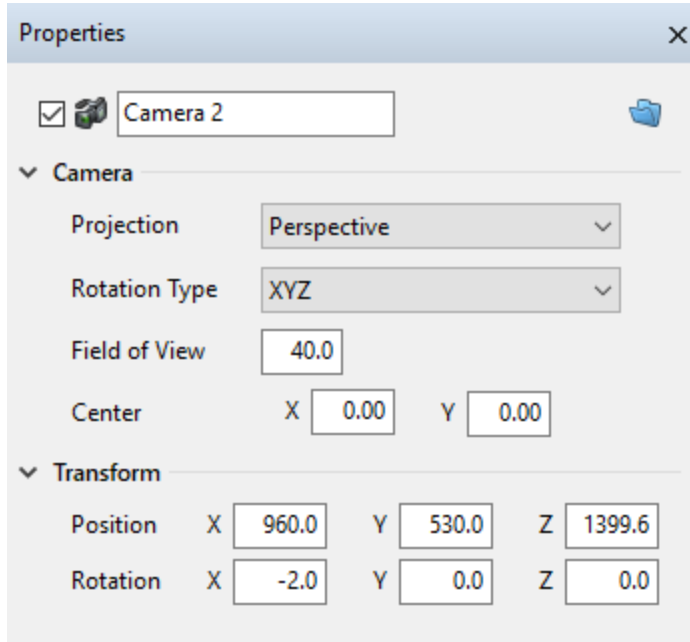 Properties
Camera 2
Camera
Projection Perspective
Rotation Type XYZ
Field of View 40.0
Center X 0.00 Y 0.00
Transform
Position X 960.0 Y 530.0 Z 1399.6
Rotation X -2.0 Y 0.0 Z 0.0